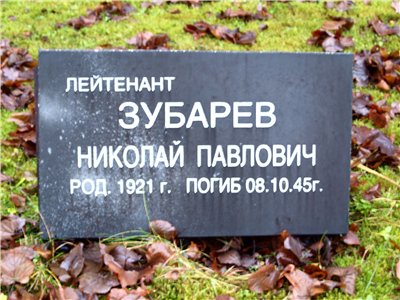 ЛЕЙТЕНАНТ
ЗУБАРЕВ
НИКОЛАЙ ПАВЛОВИЧ
РОД. 1921 г. ПОГИБ 08.10.45г.